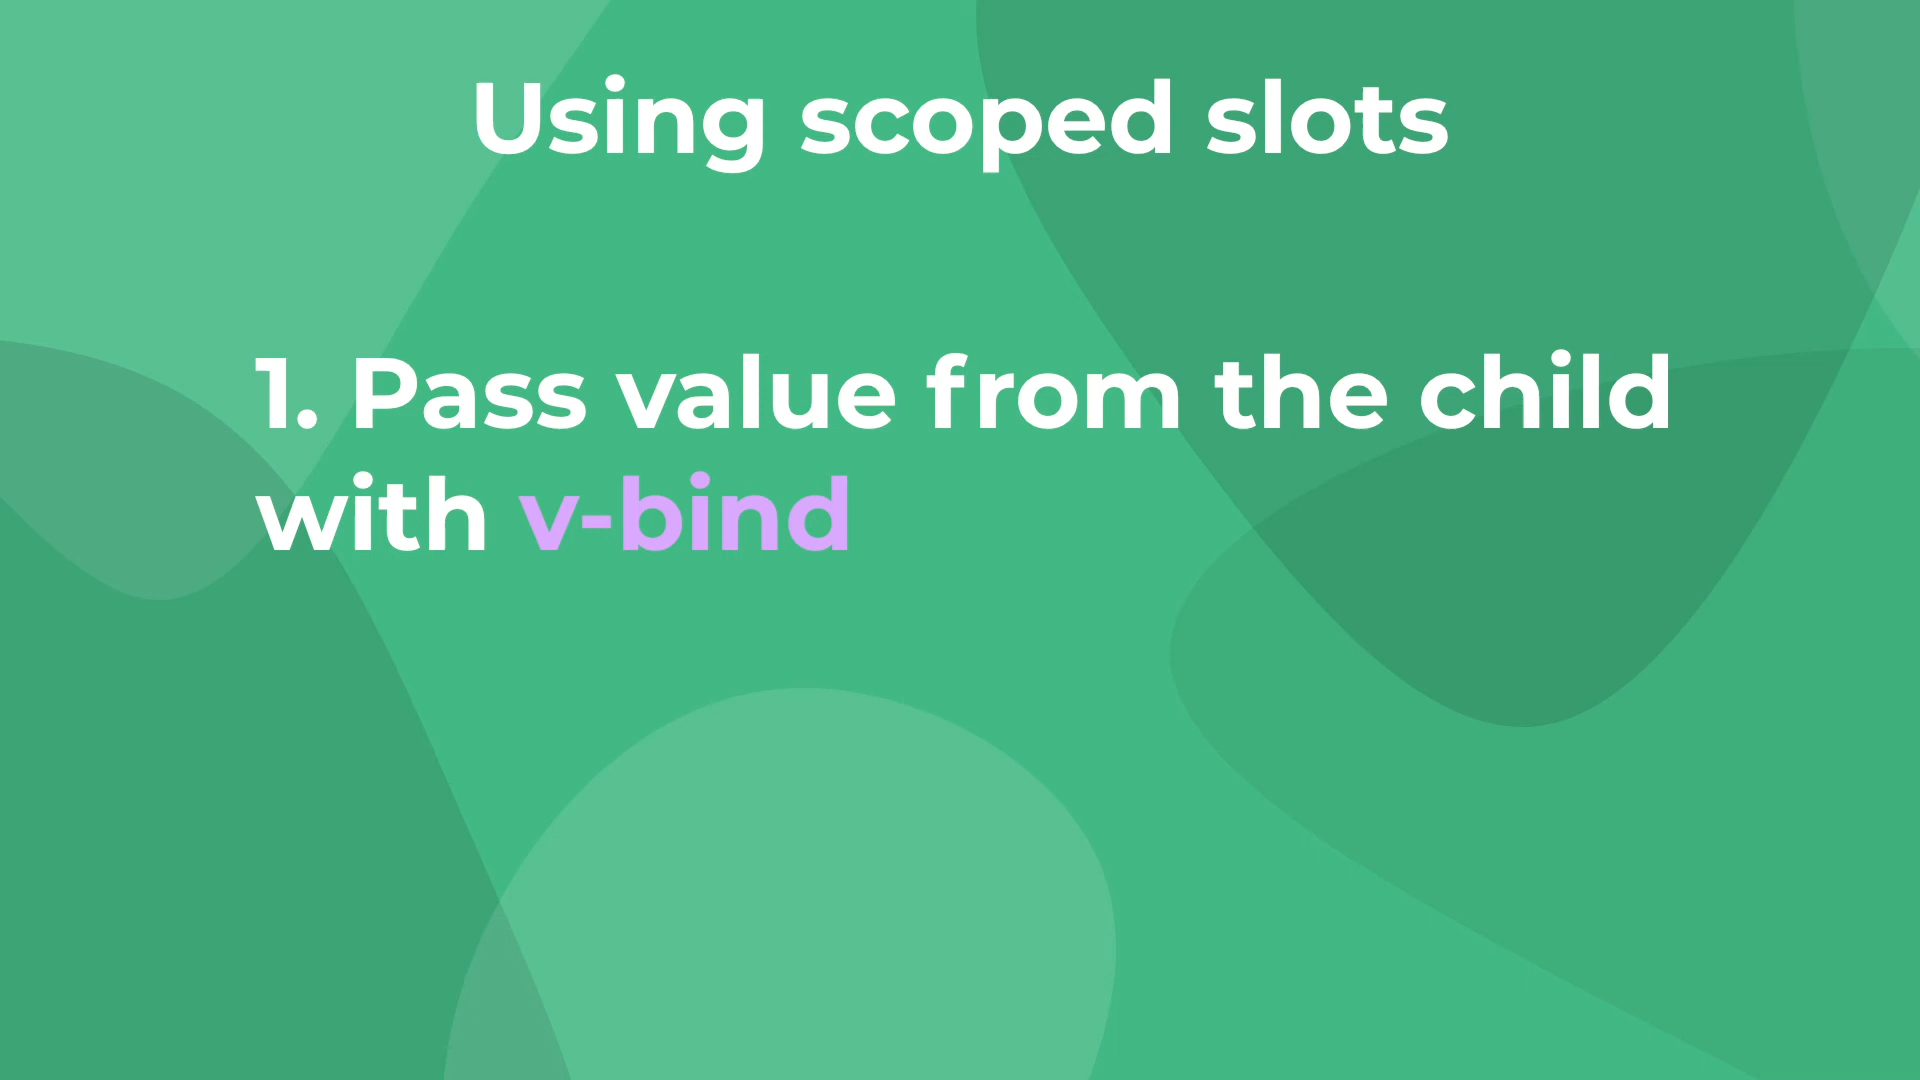 Using scoped slots
1. Pass value from the child
with v-bind